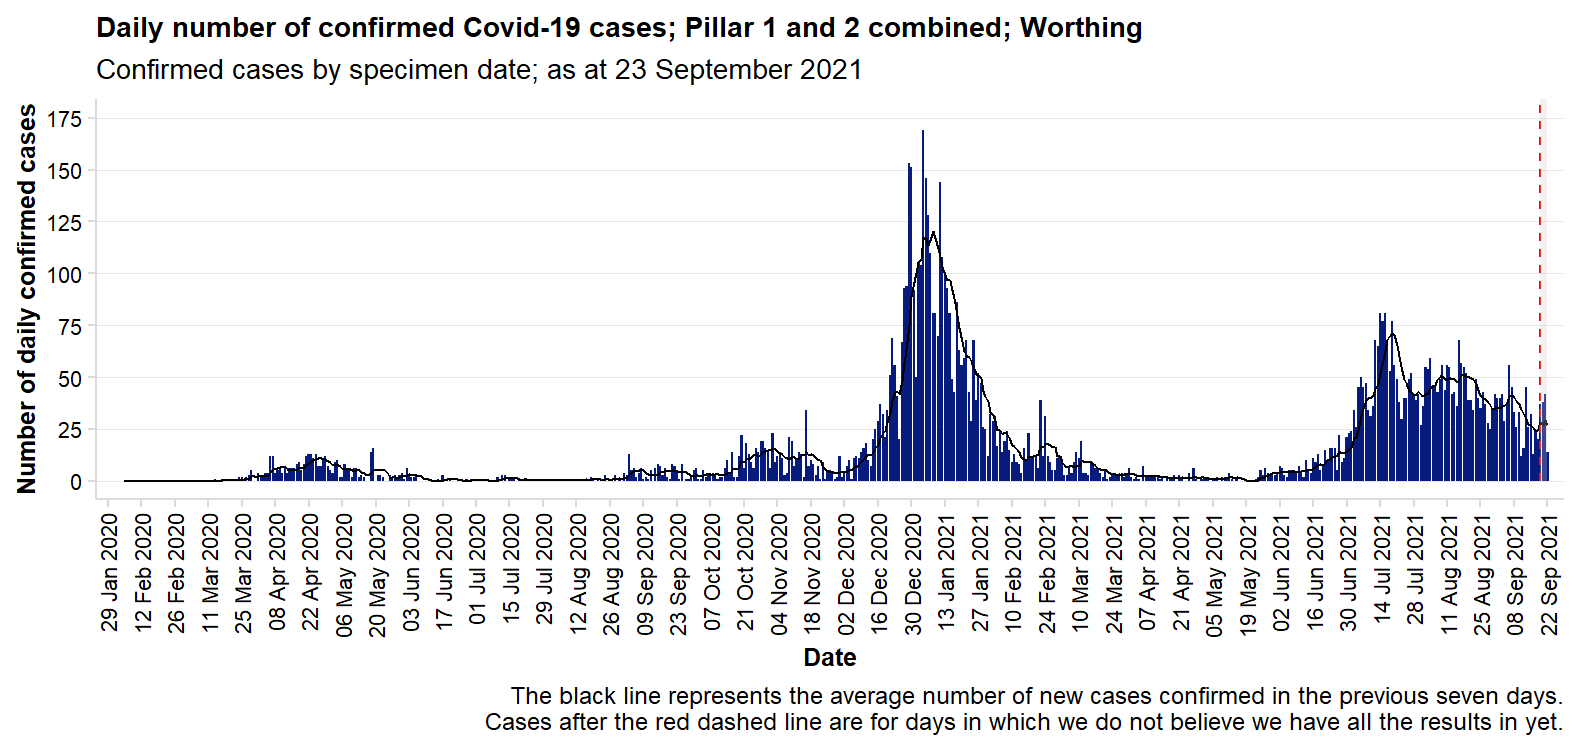 Daily number of confirmed Covid-19 cases; Pillar 1 and 2 combined; Worthing
Confirmed cases by specimen date; as at 23 September 2021
Number of daily confirmed cases
175
150
125
100
75
50
25
0
29 Jan 2020
12 Feb 2020
26 Feb 2020
11 Mar 2020
25 Mar 2020
08 Apr 2020
22 Apr 2020
06 May 2020
20 May 2020
03 Jun 2020
17 Jun 2020
01 Jul 2020
15 Jul 2020
29 Jul 2020
12 Aug 2020
26 Aug 2020
09 Sep 2020
23 Sep 2020
07 Oct 2020
21 Oct 2020
04 Nov 2020
18 Nov 2020
02 Dec 2020
16 Dec 2020
30 Dec 2020
13 Jan 2021
27 Jan 2021
10 Feb 2021
24 Feb 2021
10 Mar 2021
24 Mar 2021
07 Apr 2021
21 Apr 2021
05 May 2021
19 May 2021
02 Jun 2021
16 Jun 2021
30 Jun 2021
14 Jul 2021
28 Jul 2021
11 Aug 2021
25 Aug 2021
08 Sep 2021
22 Sep 2021
Date
The black line represents the average number of new cases confirmed in the previous seven days.
Cases after the red dashed line are for days in which we do not believe we have all the results in yet.